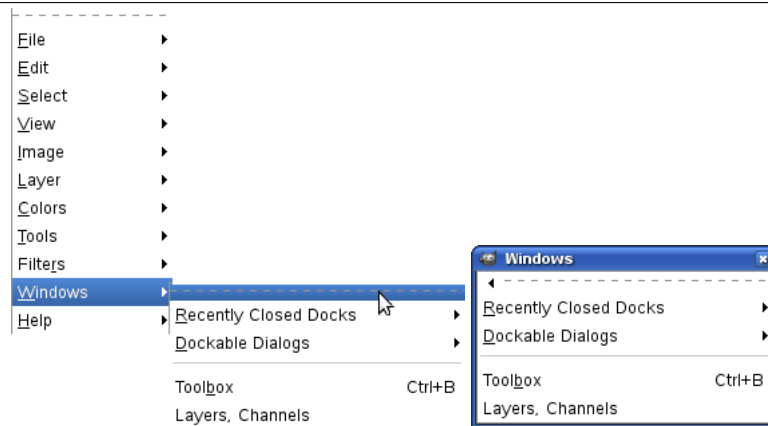 File
Edit
Select
View
Image
Layer
Colors
Tools
Filters
Windows
Help
Recently Closed Docks
Dockable Dialogs
Toolbox Ctrl+B
Layers, Channels
Windows
Recently Closed Docks
Dockable Dialogs
Toolbox Ctrl+B
Layers, Channels